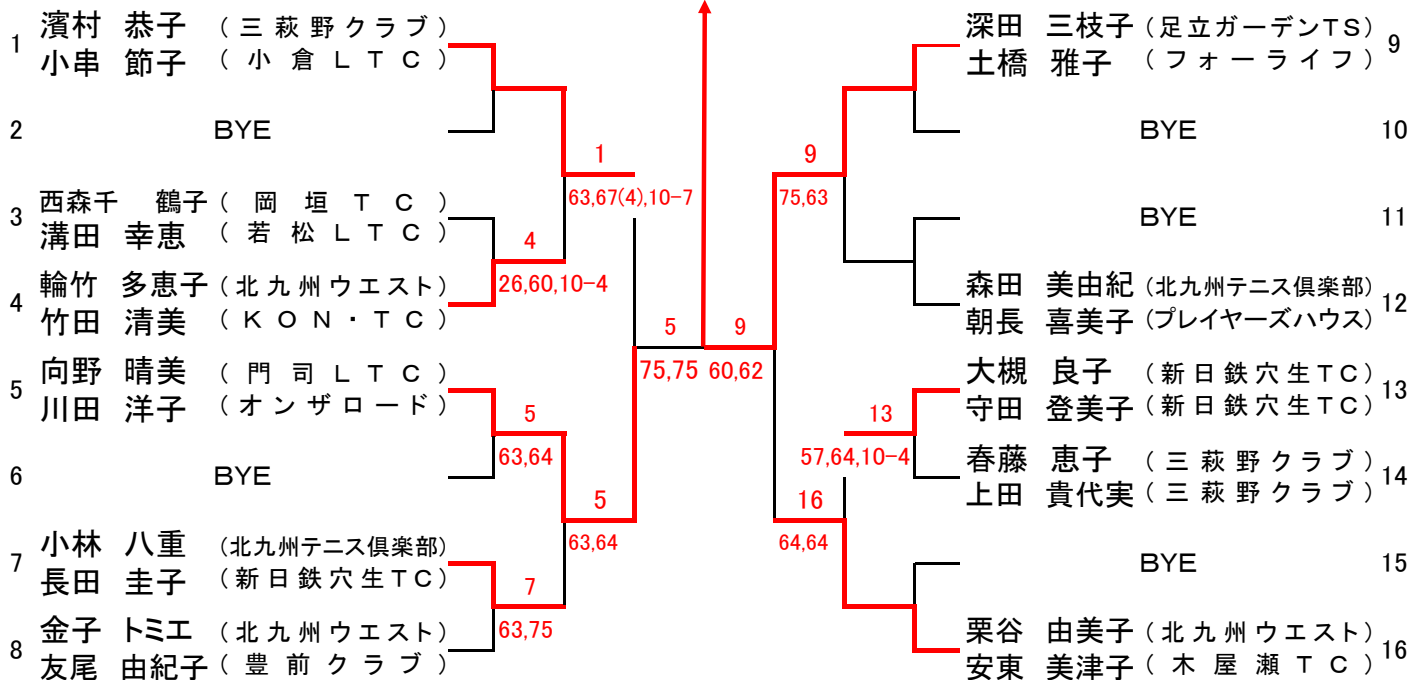 1 濱村 恭子 (三萩野クラブ)
小串 節子 (小倉LTC)
2 BYE
1
63,67(4),10-7
3 西森千 鶴子 (岡垣TC)
溝田 幸恵 (若松LTC)
4
26,60,10-4
4 輪竹 多恵子 (北九州ウエスト)
竹田 清美 (KON・TC)
5
75,75
5 向野 晴美 (門司LTC)
川田 洋子 (オンザロード)
5
63,64
6 BYE
5
63,64
7 小林 八重 (北九州テニス倶楽部)
長田 圭子 (新日鉄穴生TC)
7
63,75
8 金子 トミエ (北九州ウエスト)
友尾 由紀子 (豊前クラブ)
深田 三枝子 (足立ガーデンTS) 9
土橋 雅子 (フォーライフ)
BYE 10
9
75,63
BYE 11
森田 美由紀 (北九州テニス倶楽部) 12
朝長 喜美子 (プレイヤーズハウス)
9
60,62
大槻 良子 (新日鉄穴生TC) 13
守田 登美子 (新日鉄穴生TC)
13
57,64,10-4
春藤 恵子 (三萩野クラブ) 14
上田 貴代実 (三萩野クラブ)
16
64,64
BYE 15
栗谷 由美子 (北九州ウエスト) 16
安東 美津子 (木屋瀬TC)